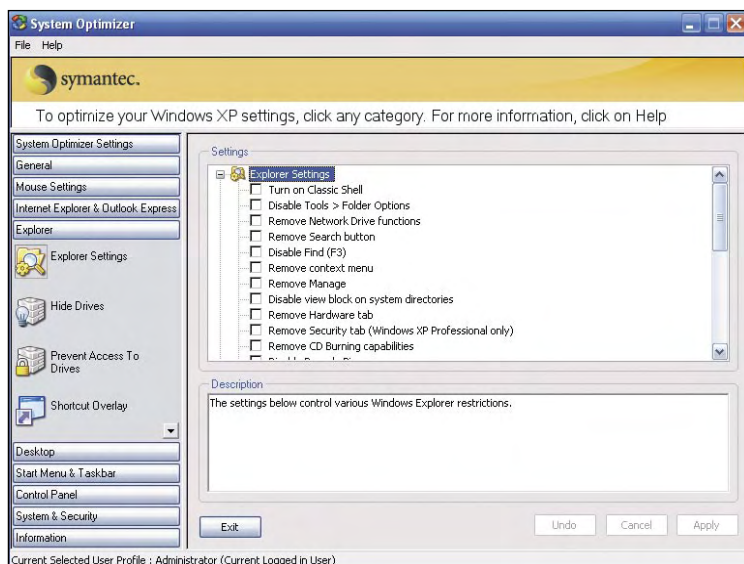 System Optimizer
File Help
symantec.
To optimize your Windows XP settings, click any category. For more information, click on Help
System Optimizer Settings
General
Mouse Settings
Internet Explorer & Outlook Express
Explorer
Explorer Settings
Hide Drives
Prevent Access To
Drives
Shortcut Overlay
Desktop
Start Menu & Taskbar
Control Panel
System & Security
Information
Settings
Explorer Settings
Turn on Classic Shell
Disable Tools > Folder Options
Remove Network Drive functions
Remove Search button
Disable Find (F3)
Remove context menu
Remove Manage
Disable view block on system directories
Remove Hardware tab
Remove Security tab (Windows XP Professional only)
Remove CD Burning capabilities
Description
The settings below control various Windows Explorer restrictions.
Exit
Undo
Cancel
Apply
Current Selected User Profile : Administrator (Current Logged in User)